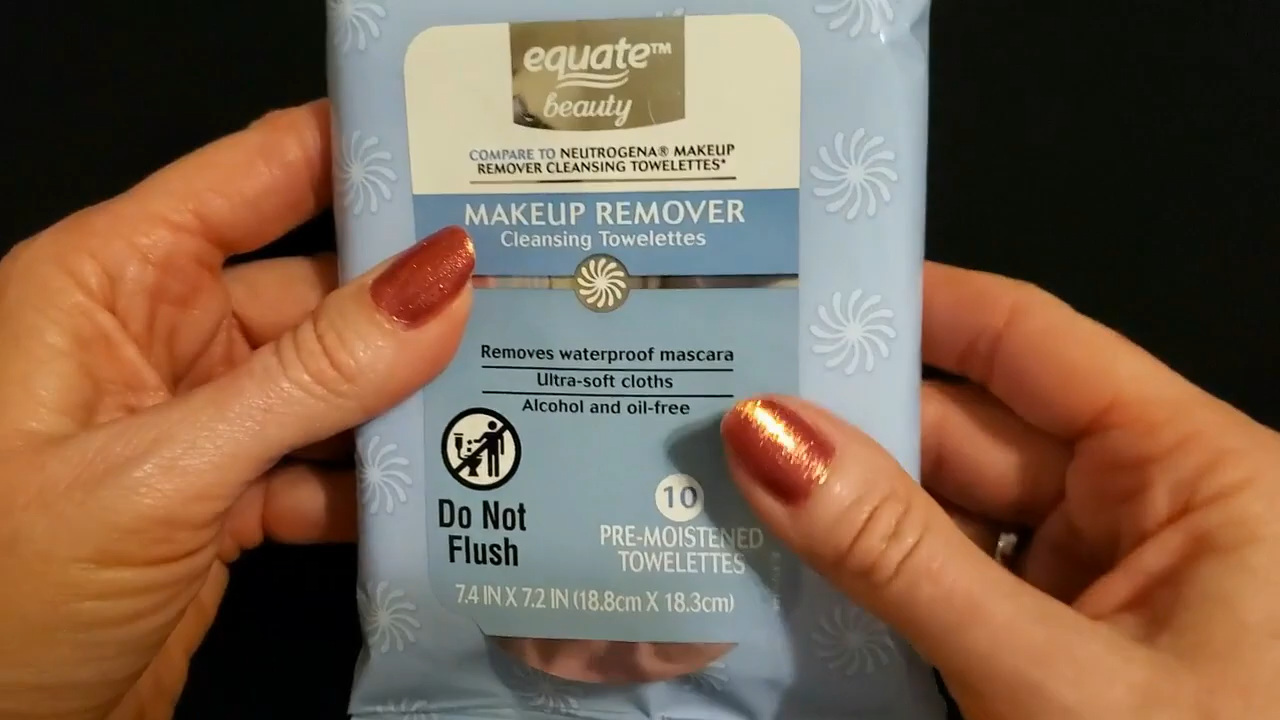 equate™
beauty
COMPARE TO NEUTROGENA® MAKEUP
REMOVER CLEANSING TOWELETTES*
MAKEUP REMOVER
Cleansing Towelettes
Removes waterproof mascara
Ultra-soft cloths
Alcohol and oil-free
Do Not
Flush
10
PRE-MOISTENED
TOWELETTES
7.4 IN X 7.2 IN (18.8cm X 18.3cm)